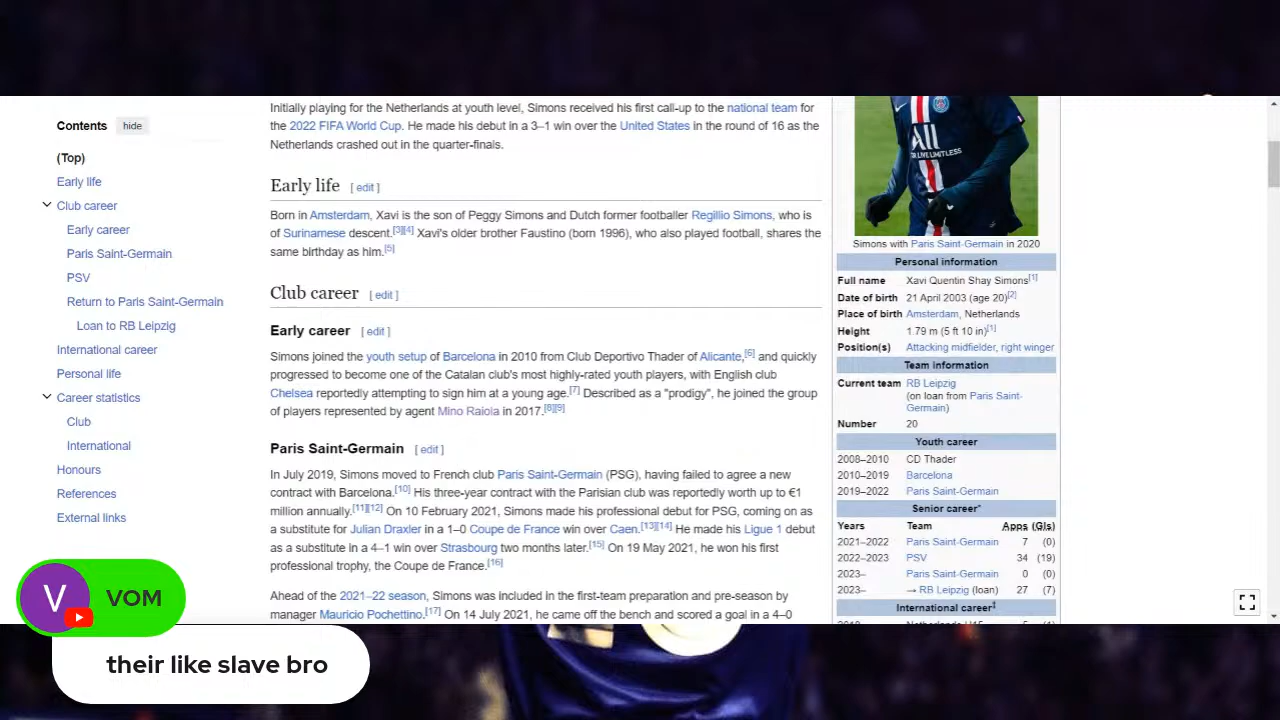 Contents hide
(Top)
Early life
Club career
Early career
Paris Saint-Germain
PSV
Return to Paris Saint-Germain
Loan to RB Leipzig
International career
Personal life
Career statistics
Club
International
Honours
References
External links
Initially playing for the Netherlands at youth level, Simons received his first call-up to the national team for
the 2022 FIFA World Cup. He made his debut in a 3–1 win over the United States in the round of 16 as the
Netherlands crashed out in the quarter-finals.
Early life [ edit ]
Born in Amsterdam, Xavi is the son of Peggy Simons and Dutch former footballer Regillio Simons, who is
of Surinamese descent.[3][4] Xavi's older brother Faustino (born 1996), who also played football, shares the
same birthday as him.[5]
Club career [ edit ]
Early career [ edit ]
Simons joined the youth setup of Barcelona in 2010 from Club Deportivo Thader of Alicante,[6] and quickly
progressed to become one of the Catalan club's most highly-rated youth players, with English club
Chelsea reportedly attempting to sign him at a young age.[7] Described as a "prodigy", he joined the group
of players represented by agent Mino Raiola in 2017.[8][9]
Paris Saint-Germain [ edit ]
In July 2019, Simons moved to French club Paris Saint-Germain (PSG), having failed to agree a new
contract with Barcelona.[10] His three-year contract with the Parisian club was reportedly worth up to €1
million annually.[11][12] On 10 February 2021, Simons made his professional debut for PSG, coming on as
a substitute for Julian Draxler in a 1–0 Coupe de France win over Caen.[13][14] He made his Ligue 1 debut
as a substitute in a 4–1 win over Strasbourg two months later.[15] On 19 May 2021, he won his first
professional trophy, the Coupe de France.[16]
Ahead of the 2021–22 season, Simons was included in the first-team preparation and pre-season by
manager Mauricio Pochettino.[17] On 14 July 2021, he came off the bench and scored a goal in a 4–0
ALL
LIVE LIMITLESS
Simons with Paris Saint-Germain in 2020
Personal information
Full name Xavi Quentin Shay Simons[1]
Date of birth 21 April 2003 (age 20)[2]
Place of birth Amsterdam, Netherlands
Height 1.79 m (5 ft 10 in)[1]
Position(s) Attacking midfielder, right winger
Team information
Current team RB Leipzig
(on loan from Paris Saint-
Germain)
Number 20
Youth career
2008–2010 CD Thader
2010–2019 Barcelona
2019–2022 Paris Saint-Germain
Senior career*
Years Team Apps (Gls)
2021–2022 Paris Saint-Germain 7 (0)
2022–2023 PSV 34 (19)
2023– Paris Saint-Germain 0 (0)
2023– → RB Leipzig (loan) 27 (7)
International career‡
V VOM
their like slave bro